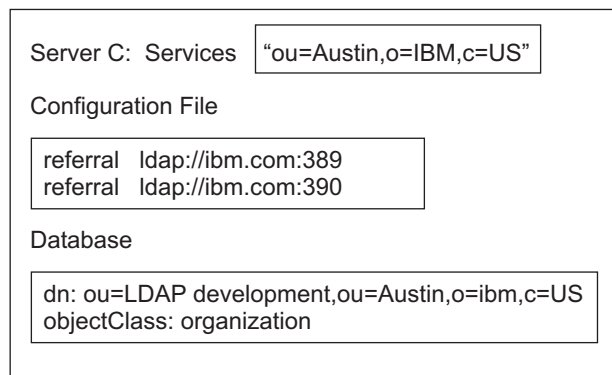 Server C: Services “ou=Austin,o=IBM,c=US”
Configuration File
referral ldap://ibm.com:389
referral ldap://ibm.com:390
Database
dn: ou=LDAP development,ou=Austin,o=ibm,c=US
objectClass: organization